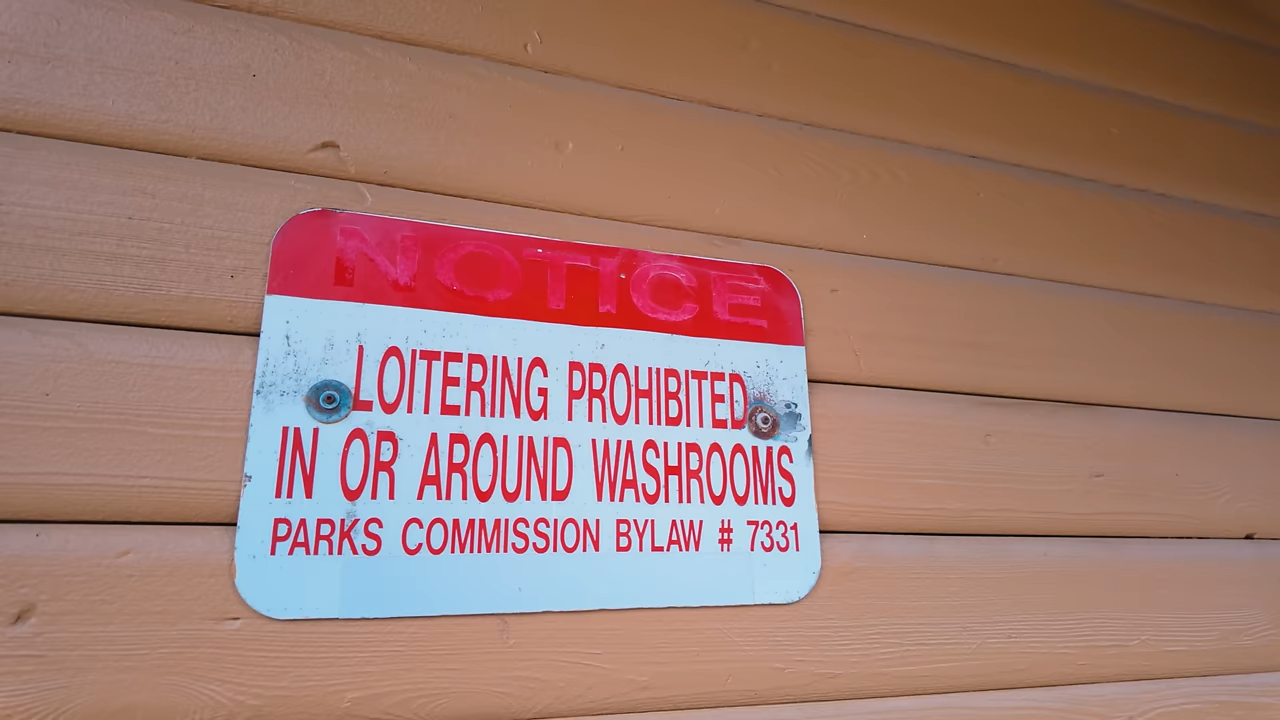 NOTICE
LOITERING PROHIBITED
IN OR AROUND WASHROOMS
PARKS COMMISSION BYLAW # 7331